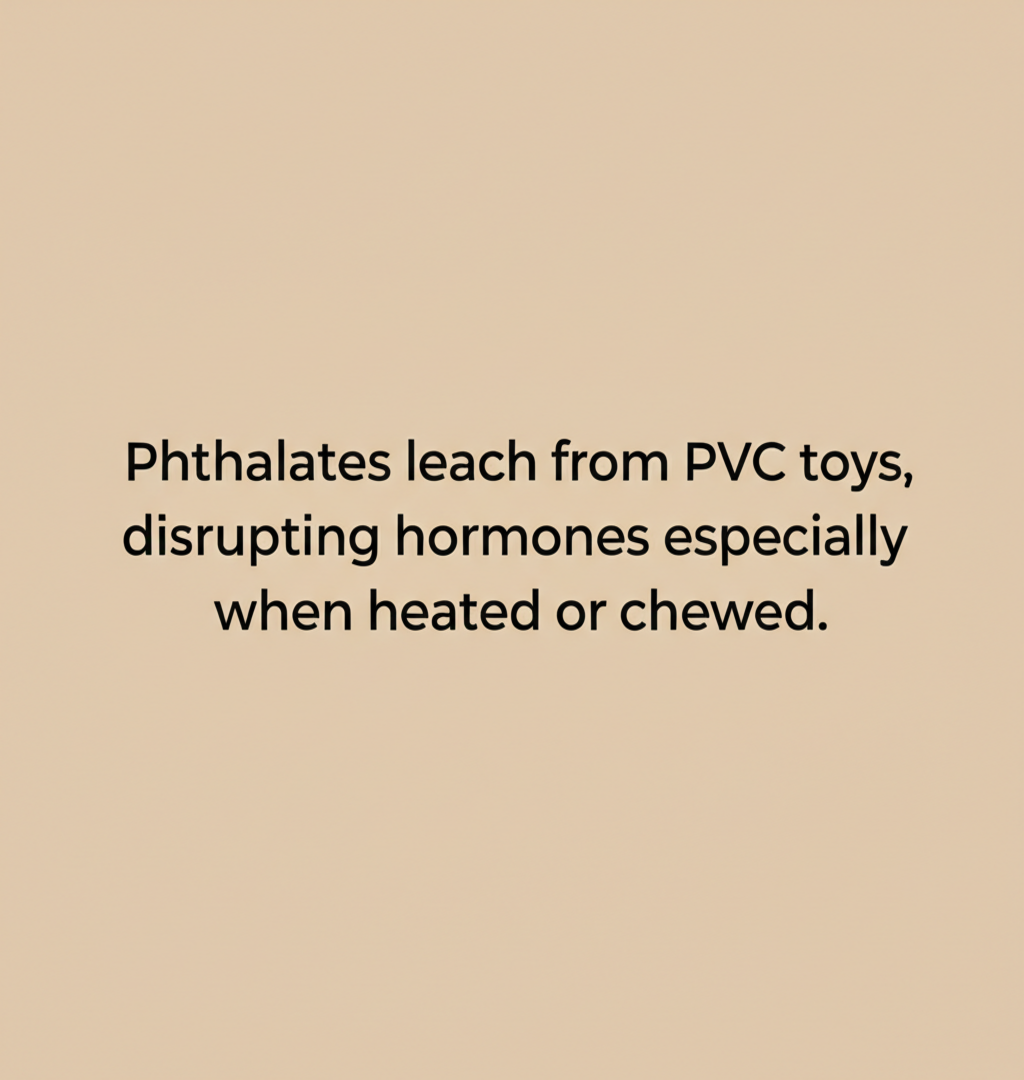 Phthalates leach from PVC toys,
disrupting hormones especially
when heated or chewed.